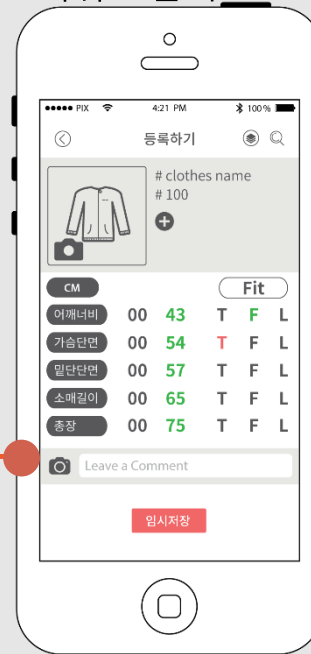 PIX 4:21 PM 100%
등록하기
# clothes name
# 100
CM Fit
어깨너비 00 43 T F L
가슴단면 00 54 T F L
밑단단면 00 57 T F L
소매길이 00 65 T F L
총장 00 75 T F L
Leave a Comment
임시저장